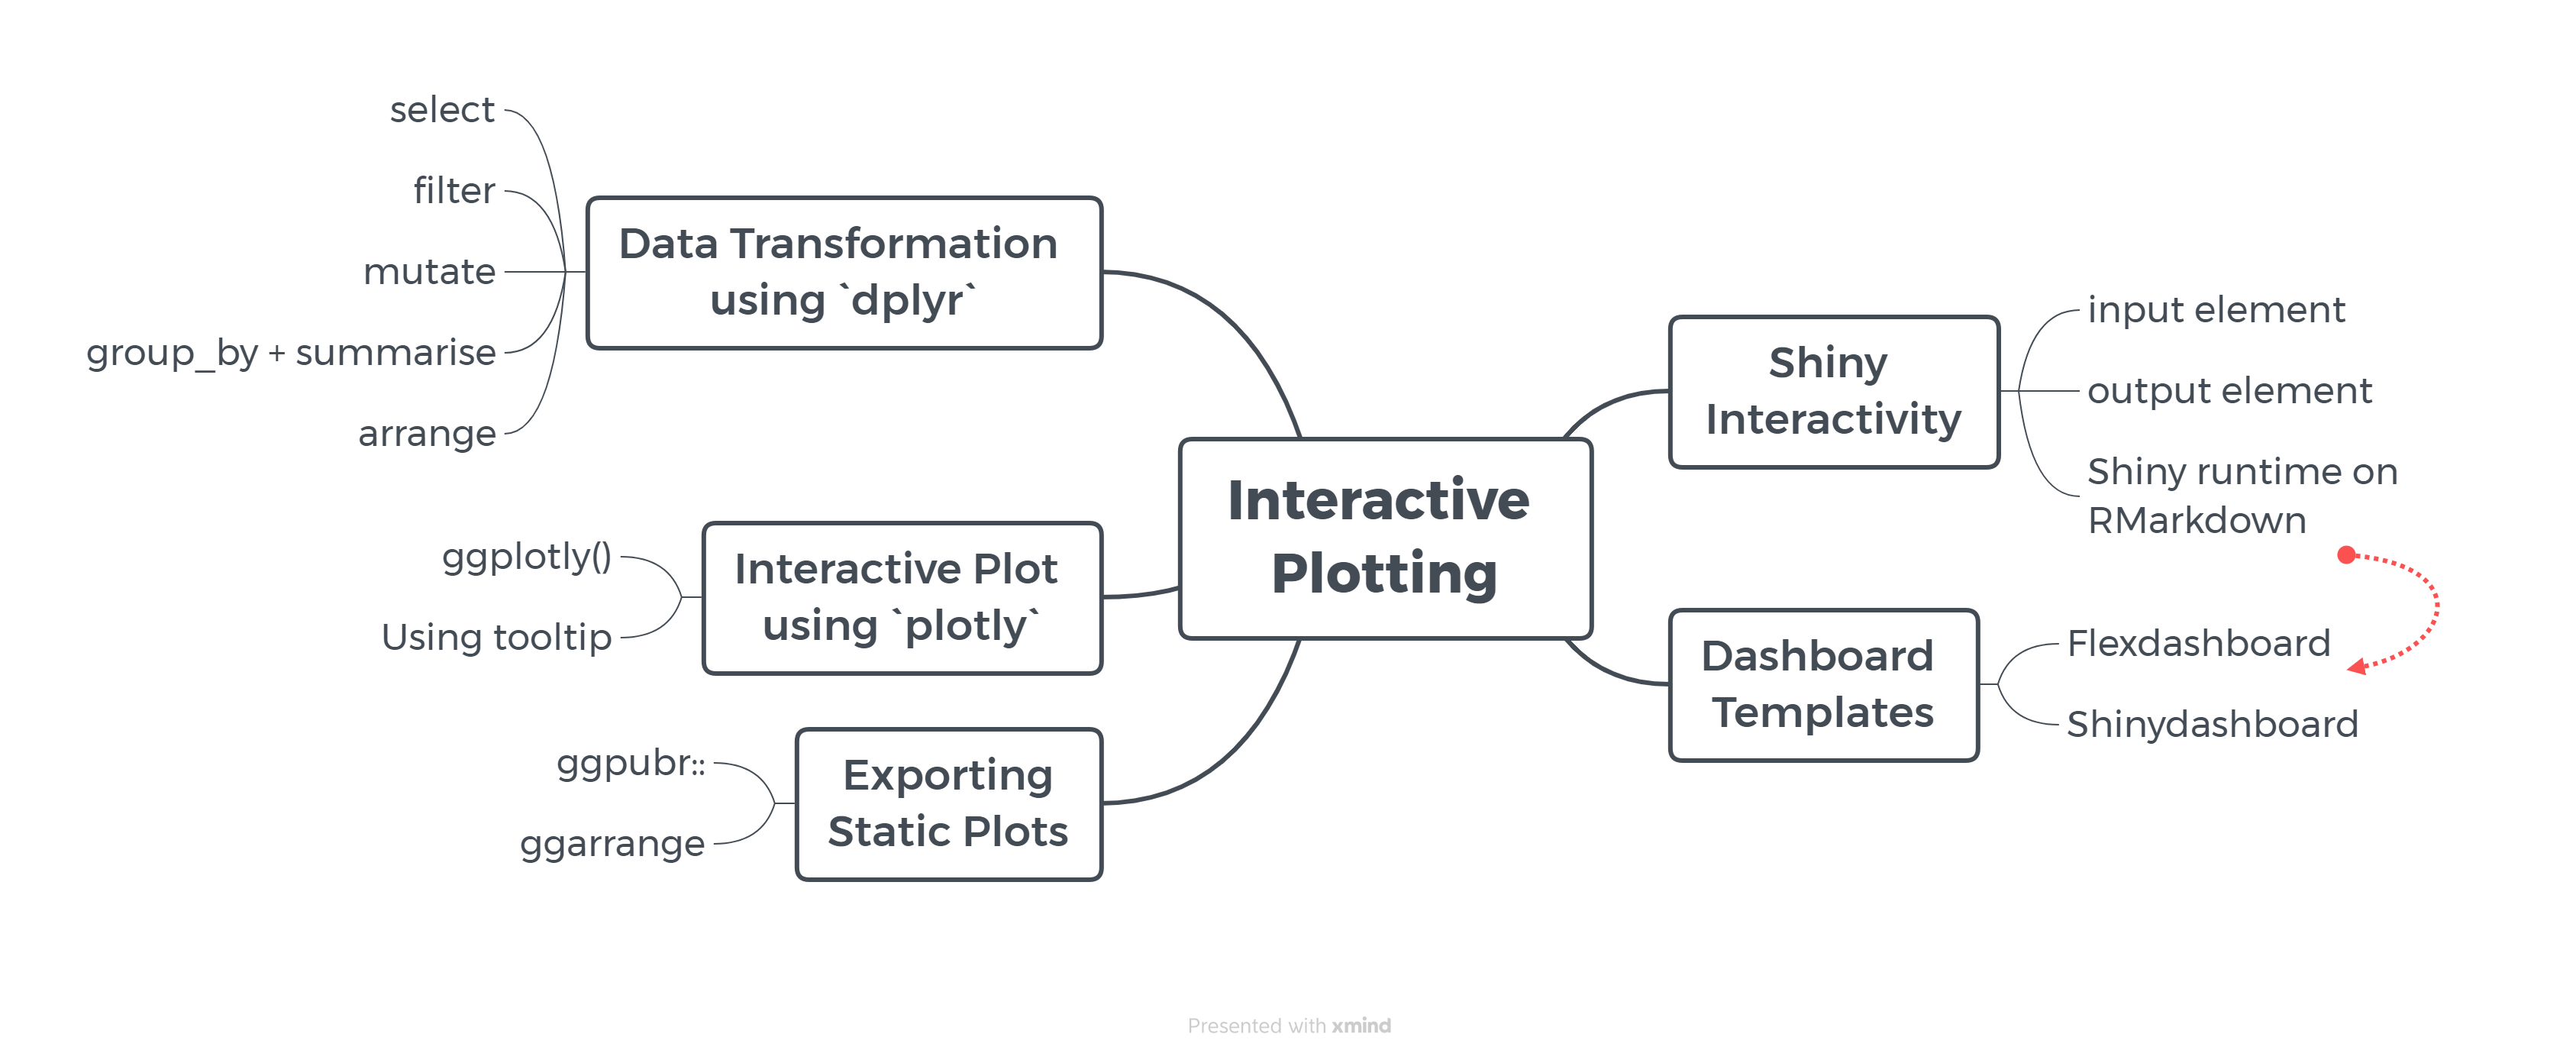 select
filter
mutate
group_by + summarise
arrange
Data Transformation
using `dplyr`
ggplotly()
Using tooltip
Interactive Plot
using `plotly`
ggpubr::
ggarrange
Exporting
Static Plots
Interactive
Plotting
Shiny
Interactivity
input element
output element
Shiny runtime on
RMarkdown
Dashboard
Templates
Flexdashboard
Shinydashboard
Presented with xmind